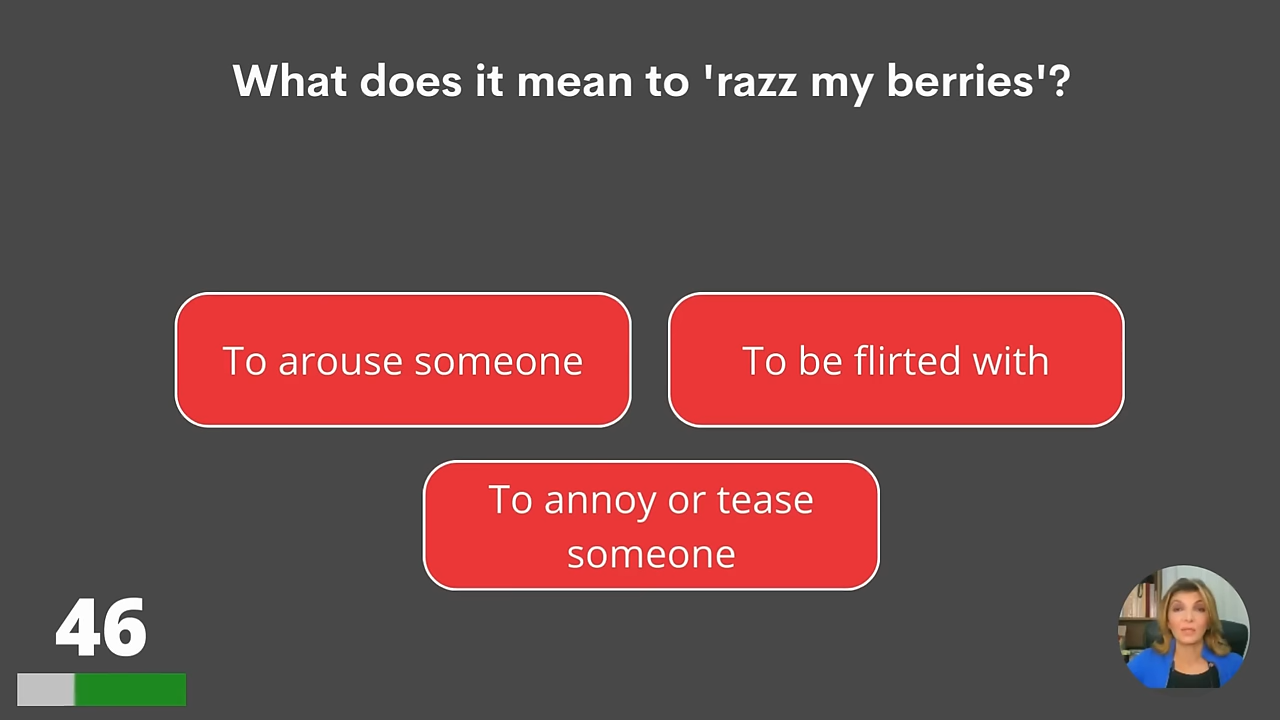 What does it mean to 'razz my berries'?
To arouse someone
To be flirted with
To annoy or tease
someone
46